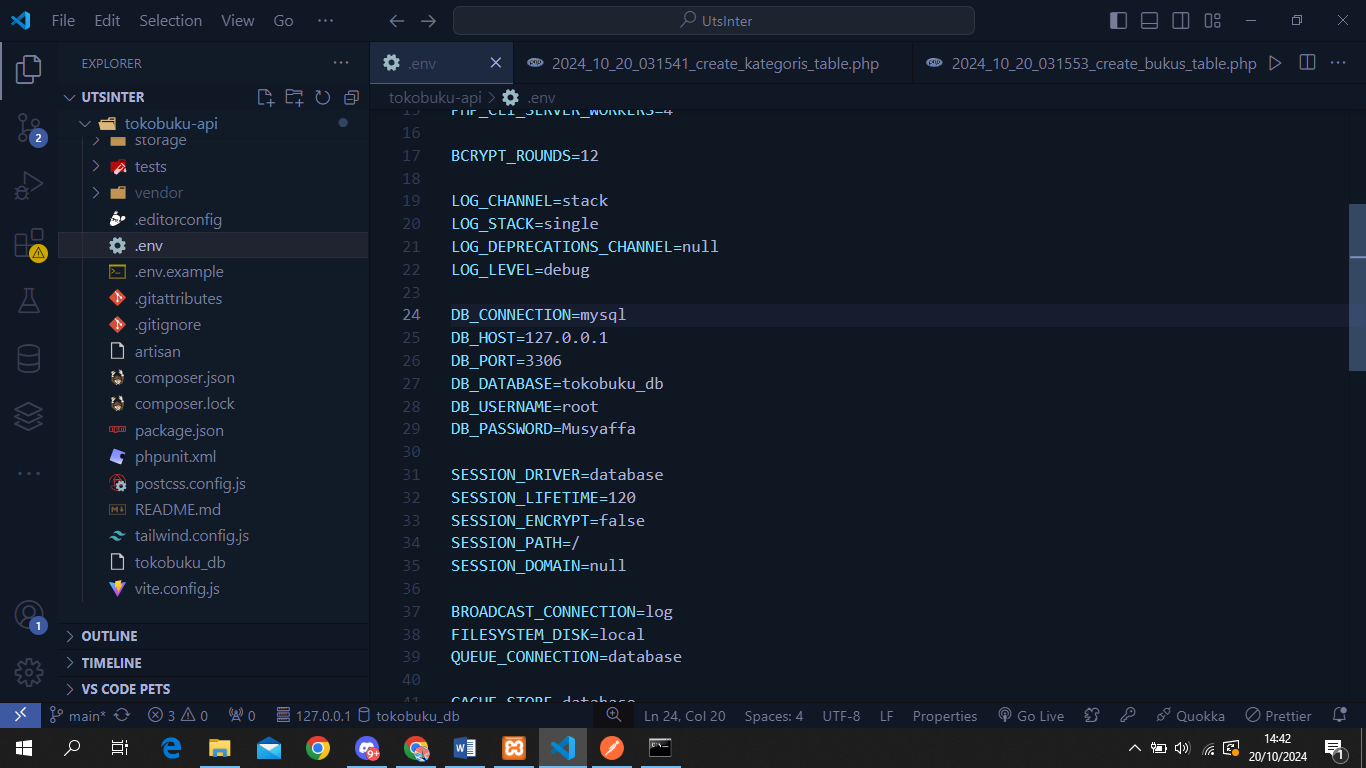 File Edit Selection View Go ··· UtsInter
EXPLORER ···
UTSINTER
tokobuku-api
storage
tests
vendor
.editorconfig
.env
.env.example
.gitattributes
.gitignore
artisan
composer.json
composer.lock
package.json
phpunit.xml
postcss.config.js
README.md
tailwind.config.js
tokobuku_db
vite.config.js
OUTLINE
TIMELINE
VS CODE PETS
2
1
.env 2024_10_20_031541_create_kategoris_table.php 2024_10_20_031553_create_bukus_table.php ···
tokobuku-api > .env
15 PHP_CLI_SERVER_WORKERS=4
16
17 BCRYPT_ROUNDS=12
18
19 LOG_CHANNEL=stack
20 LOG_STACK=single
21 LOG_DEPRECATIONS_CHANNEL=null
22 LOG_LEVEL=debug
23
24 DB_CONNECTION=mysql
25 DB_HOST=127.0.0.1
26 DB_PORT=3306
27 DB_DATABASE=tokobuku_db
28 DB_USERNAME=root
29 DB_PASSWORD=Musyaffa
30
31 SESSION_DRIVER=database
32 SESSION_LIFETIME=120
33 SESSION_ENCRYPT=false
34 SESSION_PATH=/
35 SESSION_DOMAIN=null
36
37 BROADCAST_CONNECTION=log
38 FILESYSTEM_DISK=local
39 QUEUE_CONNECTION=database
40
41 CACHE_STORE=database
main* 3 0 0 127.0.0.1 tokobuku_db Ln 24, Col 20 Spaces: 4 UTF-8 LF Properties Go Live Quokka Prettier
9+
14:42
20/10/2024
1